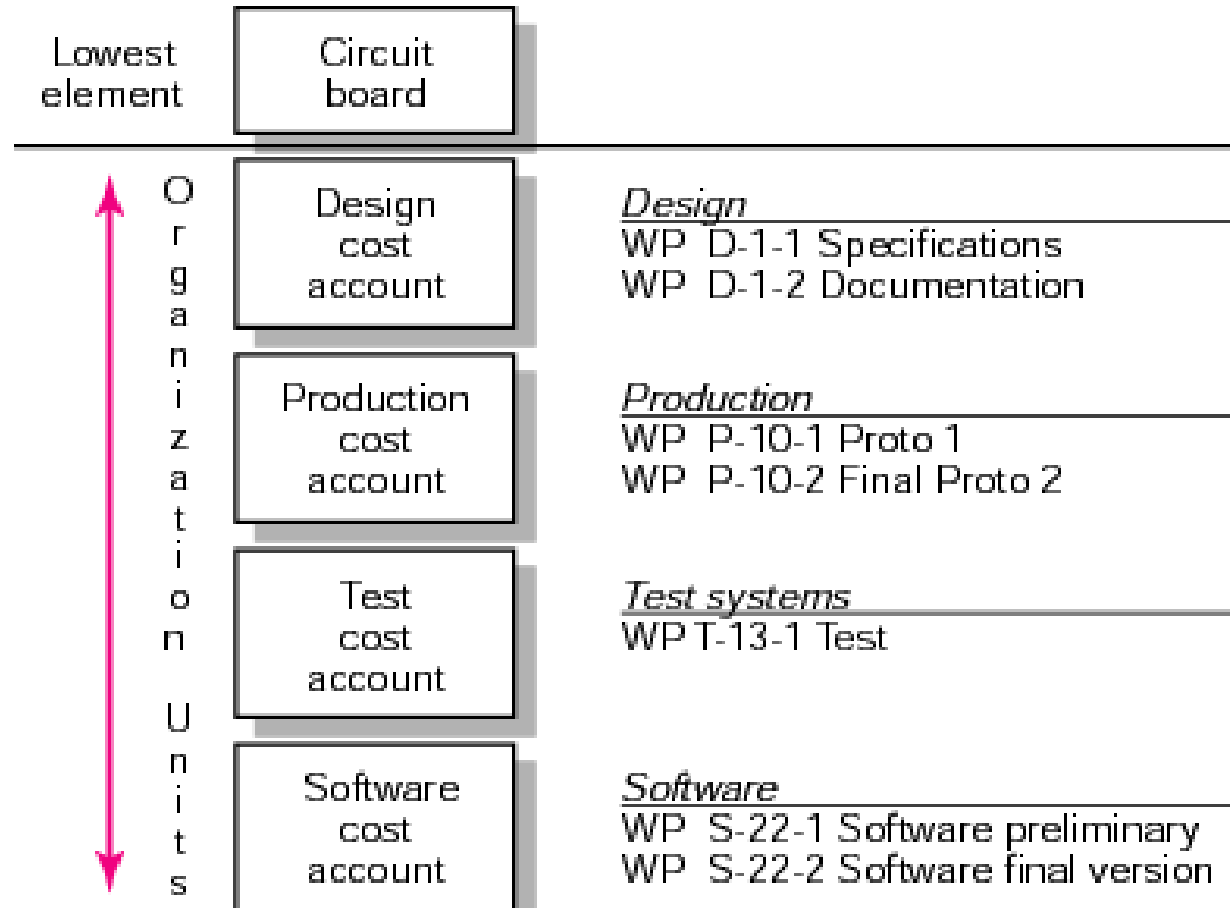 Lowest
element
Circuit
board
Organization Units
Design
cost
account
Design
WP D-1-1 Specifications
WP D-1-2 Documentation
Production
cost
account
Production
WP P-10-1 Proto 1
WP P-10-2 Final Proto 2
Test
cost
account
Test systems
WP T-13-1 Test
Software
cost
account
Software
WP S-22-1 Software preliminary
WP S-22-2 Software final version